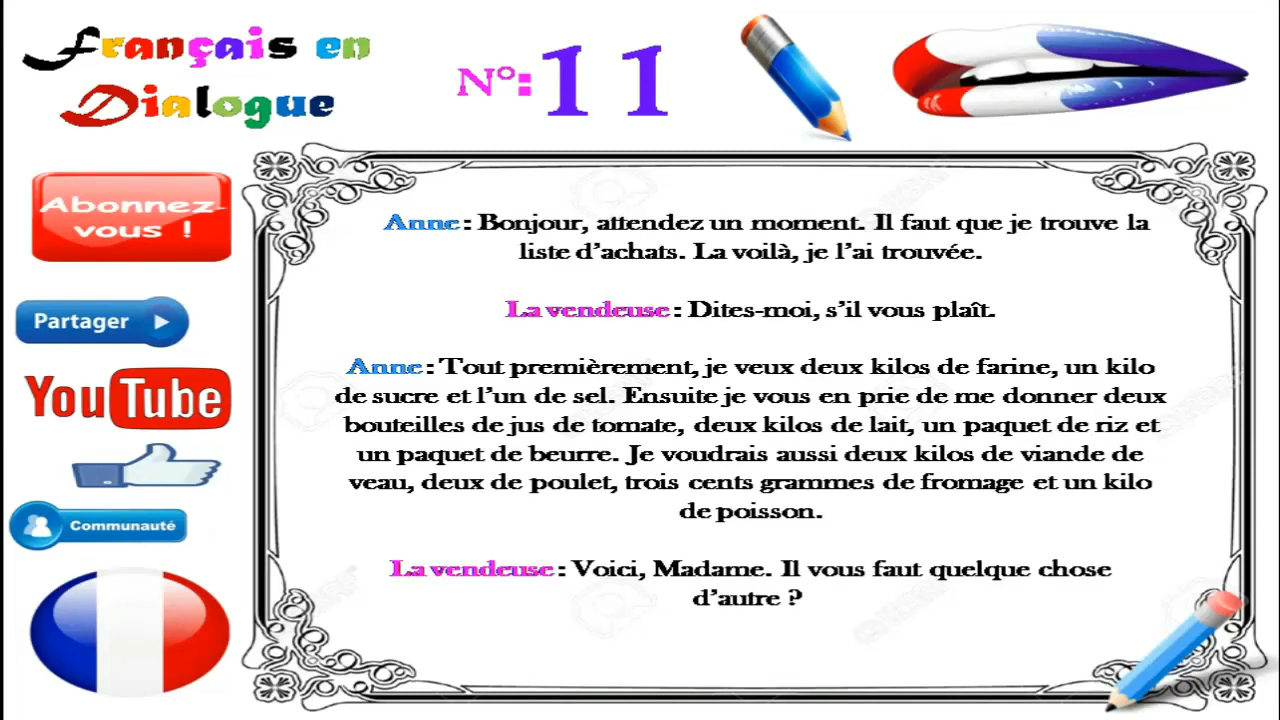 Français en
Dialogue
N°:11
Abonnez-
vous !
Partager
YouTube
Communauté
Anne : Bonjour, attendez un moment. Il faut que je trouve la
liste d’achats. La voilà, je l’ai trouvée.
La vendeuse : Dites-moi, s’il vous plaît.
Anne : Tout premièrement, je veux deux kilos de farine, un kilo
de sucre et l’un de sel. Ensuite je vous en prie de me donner deux
bouteilles de jus de tomate, deux kilos de lait, un paquet de riz et
un paquet de beurre. Je voudrais aussi deux kilos de viande de
veau, deux de poulet, trois cents grammes de fromage et un kilo
de poisson.
La vendeuse : Voici, Madame. Il vous faut quelque chose
d’autre ?